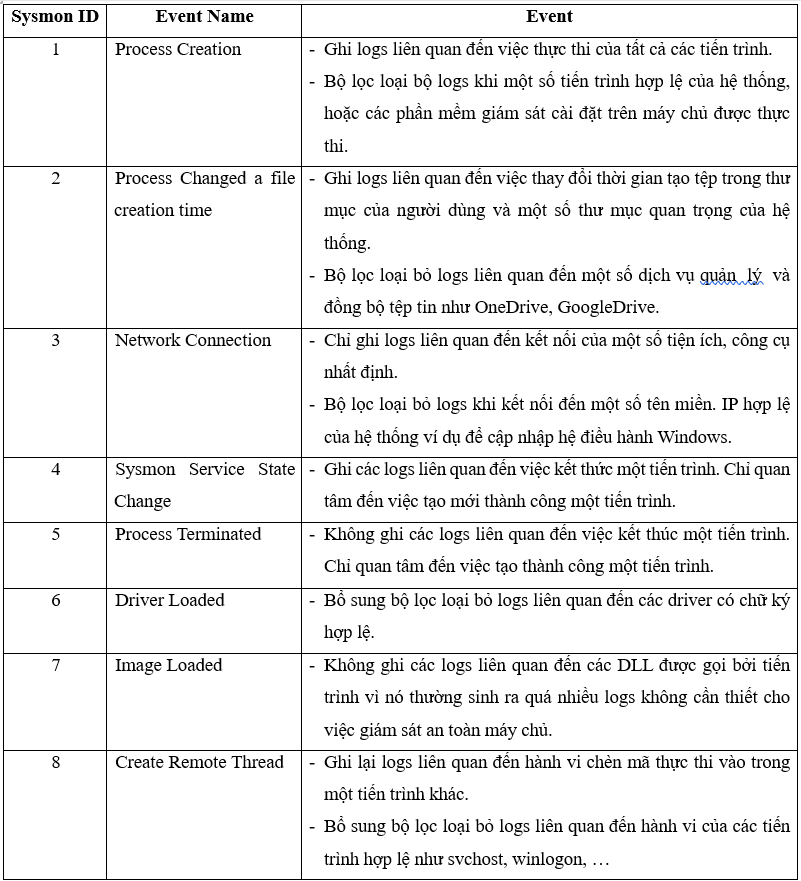 Sysmon ID Event Name Event
1 Process Creation - Ghi logs liên quan đến việc thực thi của tất cả các tiến trình.
- Bộ lọc loại bộ logs khi một số tiến trình hợp lệ của hệ thống,
hoặc các phần mềm giám sát cài đặt trên máy chủ được thực
thi.
2 Process Changed a file - Ghi logs liên quan đến việc thay đổi thời gian tạo tệp trong thư
creation time mục của người dùng và một số thư mục quan trọng của hệ
thống.
- Bộ lọc loại bỏ logs liên quan đến một số dịch vụ quản lý và
đồng bộ tệp tin như OneDrive, GoogleDrive.
3 Network Connection - Chỉ ghi logs liên quan đến kết nối của một số tiện ích, công cụ
nhất định.
- Bộ lọc loại bỏ logs khi kết nối đến một số tên miền. IP hợp lệ
của hệ thống ví dụ để cập nhập hệ điều hành Windows.
4 Sysmon Service State - Ghi các logs liên quan đến việc kết thức một tiến trình. Chỉ quan
Change tâm đến việc tạo mới thành công một tiến trình.
5 Process Terminated - Không ghi các logs liên quan đến việc kết thúc một tiến trình.
Chỉ quan tâm đến việc tạo thành công một tiến trình.
6 Driver Loaded - Bổ sung bộ lọc loại bỏ logs liên quan đến các driver có chữ ký
hợp lệ.
7 Image Loaded - Không ghi các logs liên quan đến các DLL được gọi bởi tiến
trình vì nó thường sinh ra quá nhiều logs không cần thiết cho
việc giám sát an toàn máy chủ.
8 Create Remote Thread - Ghi lại logs liên quan đến hành vi chèn mã thực thi vào trong
một tiến trình khác.
- Bổ sung bộ lọc loại bỏ logs liên quan đến hành vi của các tiến
trình hợp lệ như svchost, winlogon, …